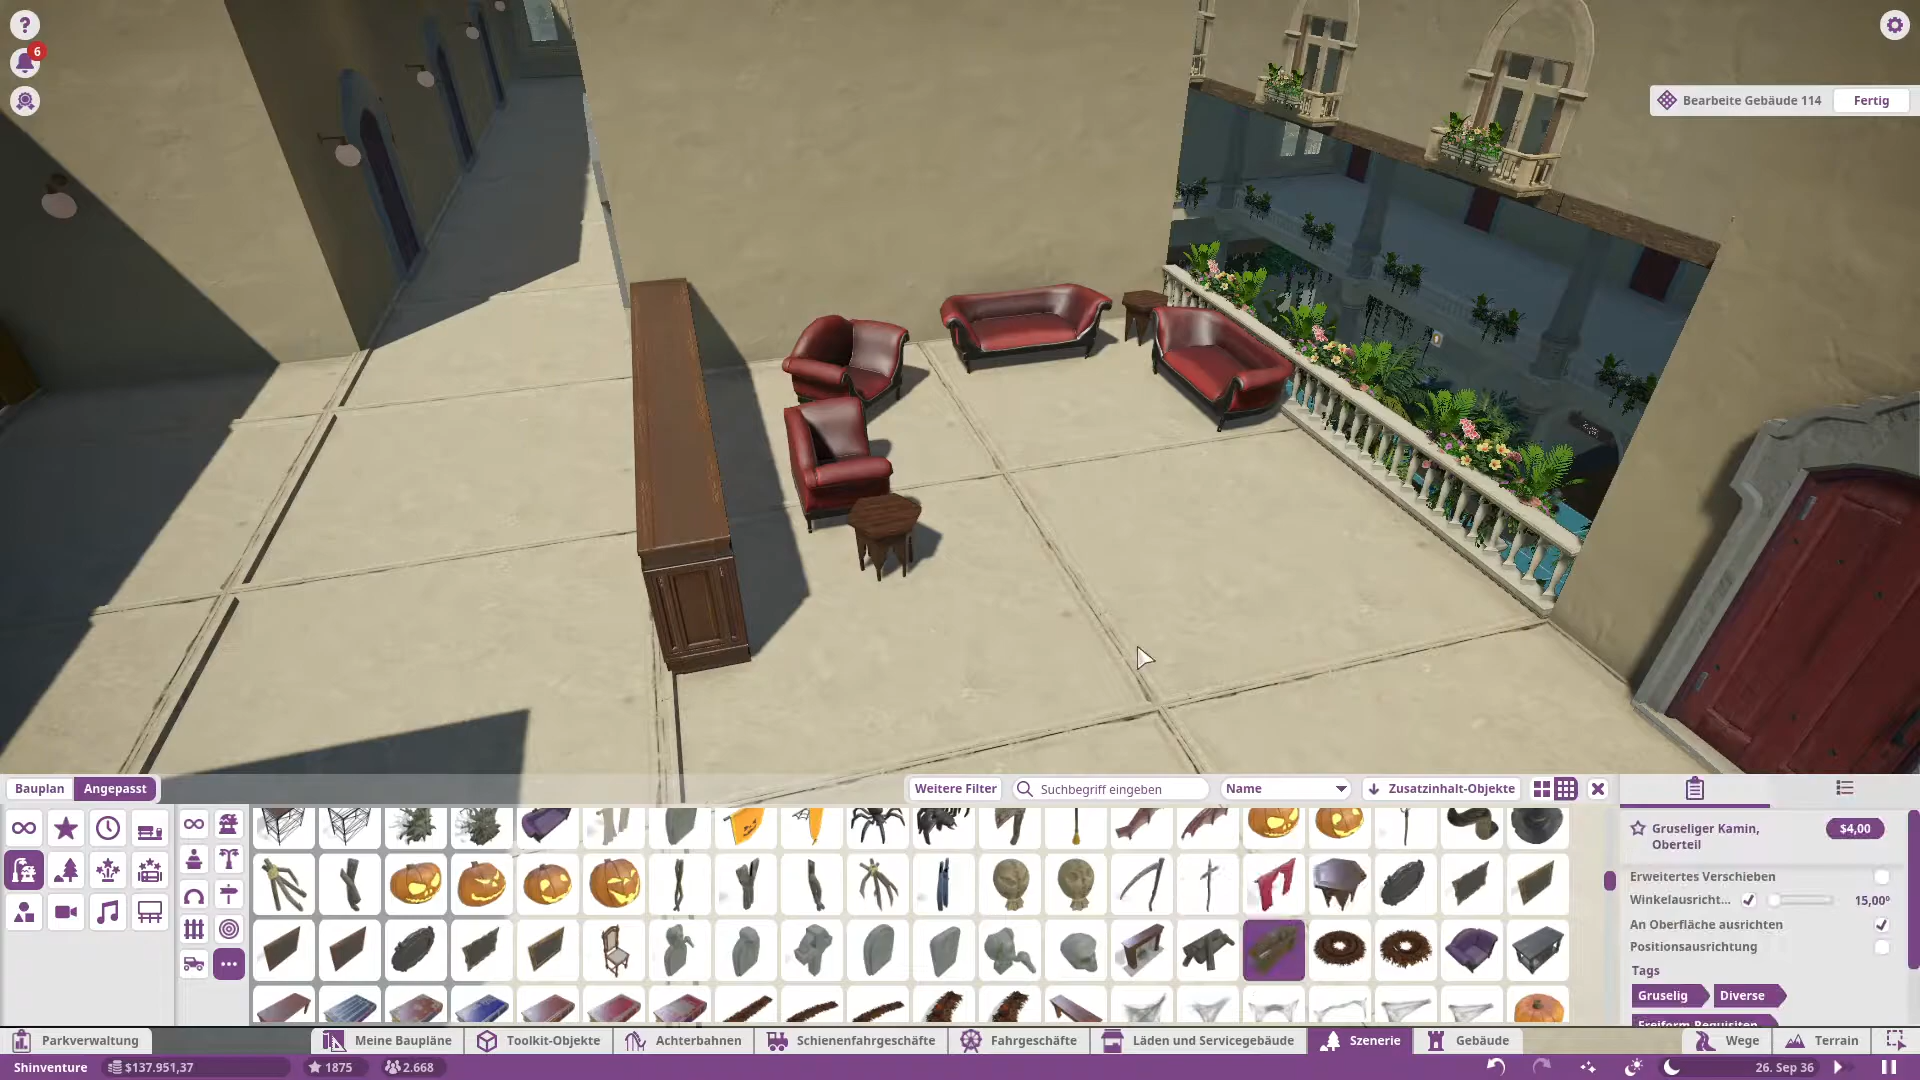 ?
6
Bearbeite Gebäude 114
Fertig
Bauplan
Angepasst
Weitere Filter
Suchbegriff eingeben
Name
Zusatzinhalt-Objekte
Gruseliger Kamin,
Oberteil
$4,00
Erweitertes Verschieben
Winkelausricht...
15,00°
An Oberfläche ausrichten
Positionsausrichtung
Tags
Gruselig
Diverse
Freiform Requisiten
Parkverwaltung
Meine Baupläne
Toolkit-Objekte
Achterbahnen
Schienenfahrgeschäfte
Fahrgeschäfte
Läden und Servicegebäude
Szenerie
Gebäude
Wege
Terrain
Shinventure
$137.951,37
1875
2.668
26. Sep 36